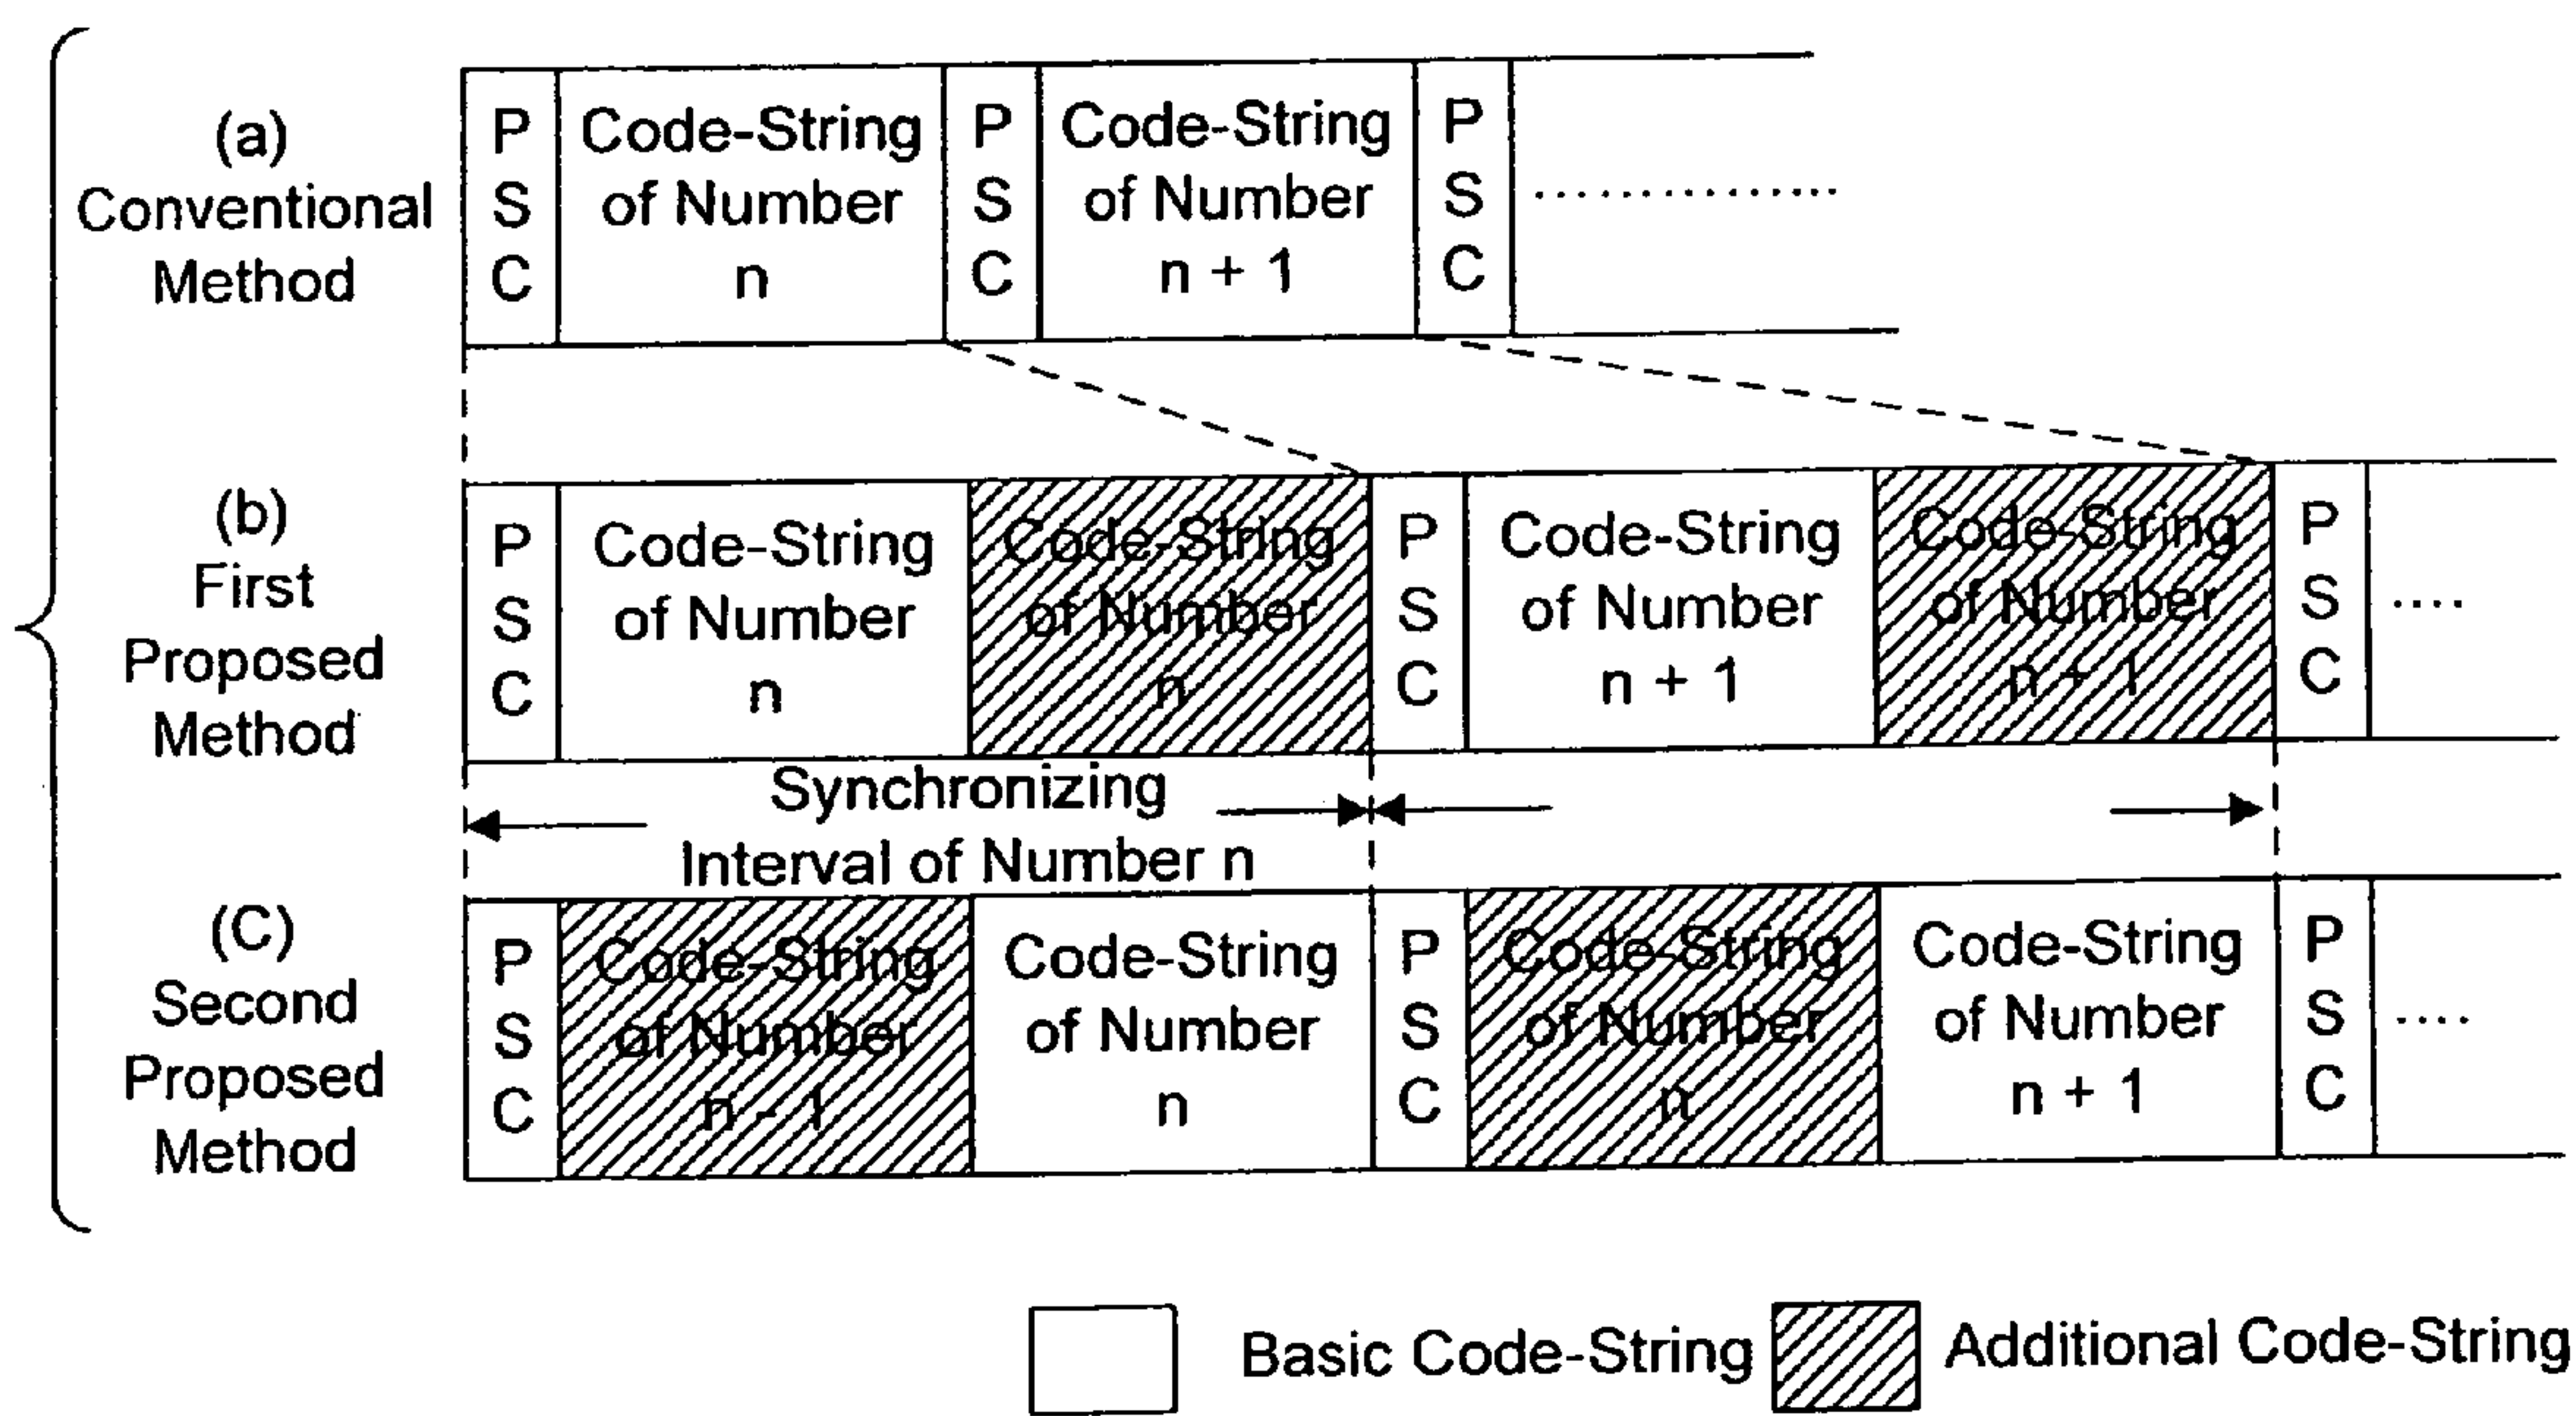 (a)
Conventional
Method
P
S
C
Code-String
of Number
n
P
S
C
Code-String
of Number
n + 1
P
S
C
...............
(b)
First
Proposed
Method
P
S
C
Code-String
of Number
n
Code-String
of Number
n
P
S
C
Code-String
of Number
n + 1
Code-String
of Number
n + 1
P
S
C
....
Synchronizing
Interval of Number n
(C)
Second
Proposed
Method
P
S
C
Code-String
of Number
n - 1
Code-String
of Number
n
P
S
C
Code-String
of Number
n
Code-String
of Number
n + 1
P
S
C
....
Basic Code-String
Additional Code-String